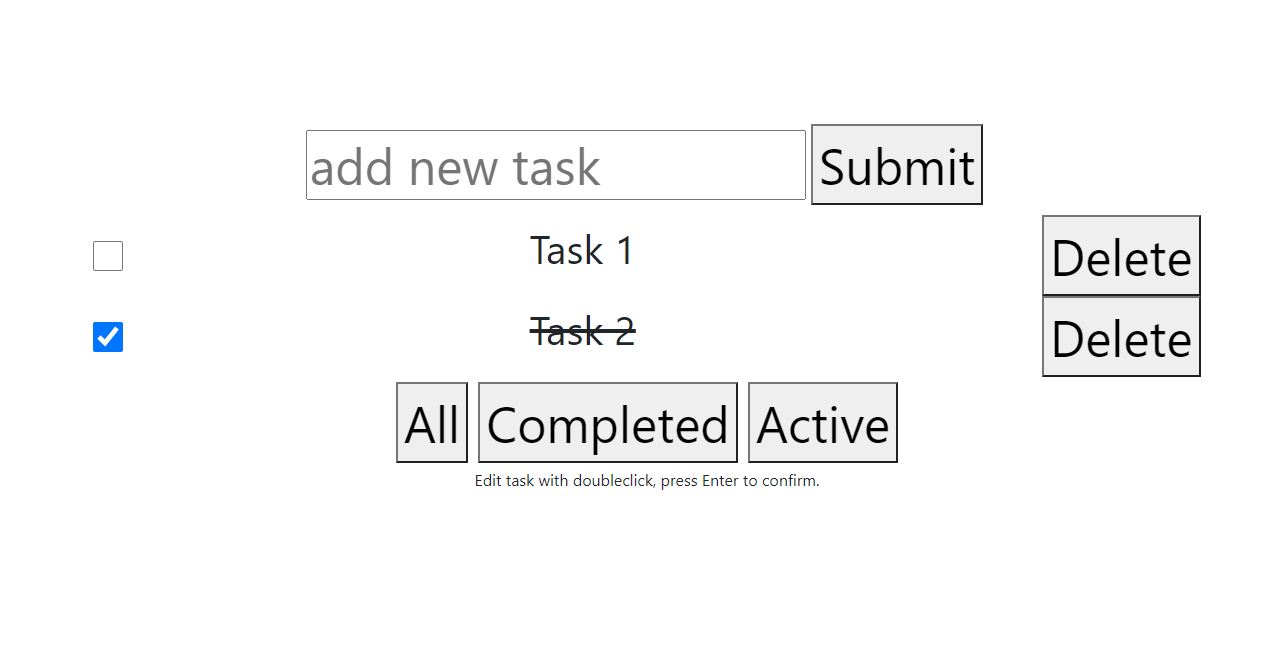 add new task Submit
Task 1 Delete
Task 2 Delete
All Completed Active
Edit task with doubleclick, press Enter to confirm.